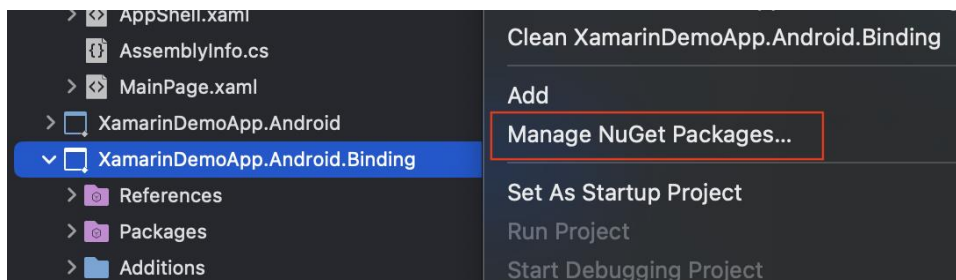 AppShell.xaml
AssemblyInfo.cs
MainPage.xaml
XamarinDemoApp.Android
XamarinDemoApp.Android.Binding
References
Packages
Additions
Clean XamarinDemoApp.Android.Binding
Add
Manage NuGet Packages...
Set As Startup Project
Run Project
Start Debugging Project